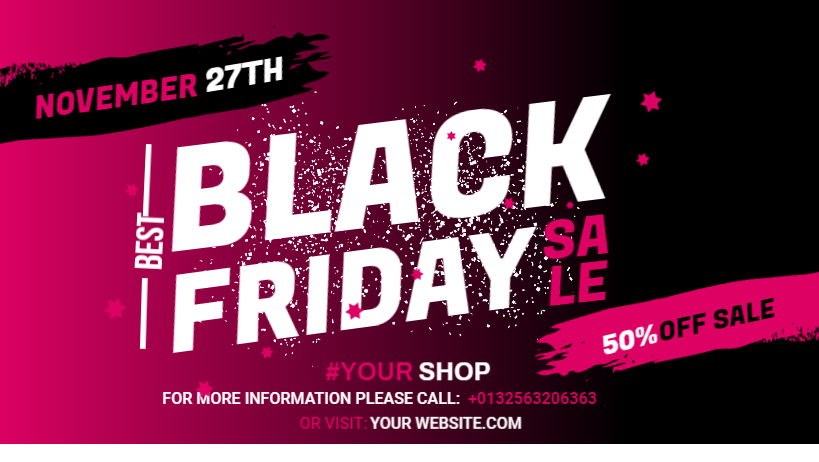 NOVEMBER 27TH
BEST
BLACK
FRIDAY
SA
LE
50%OFF SALE
#YOUR SHOP
FOR MORE INFORMATION PLEASE CALL: +0132563206363
OR VISIT: YOUR WEBSITE.COM